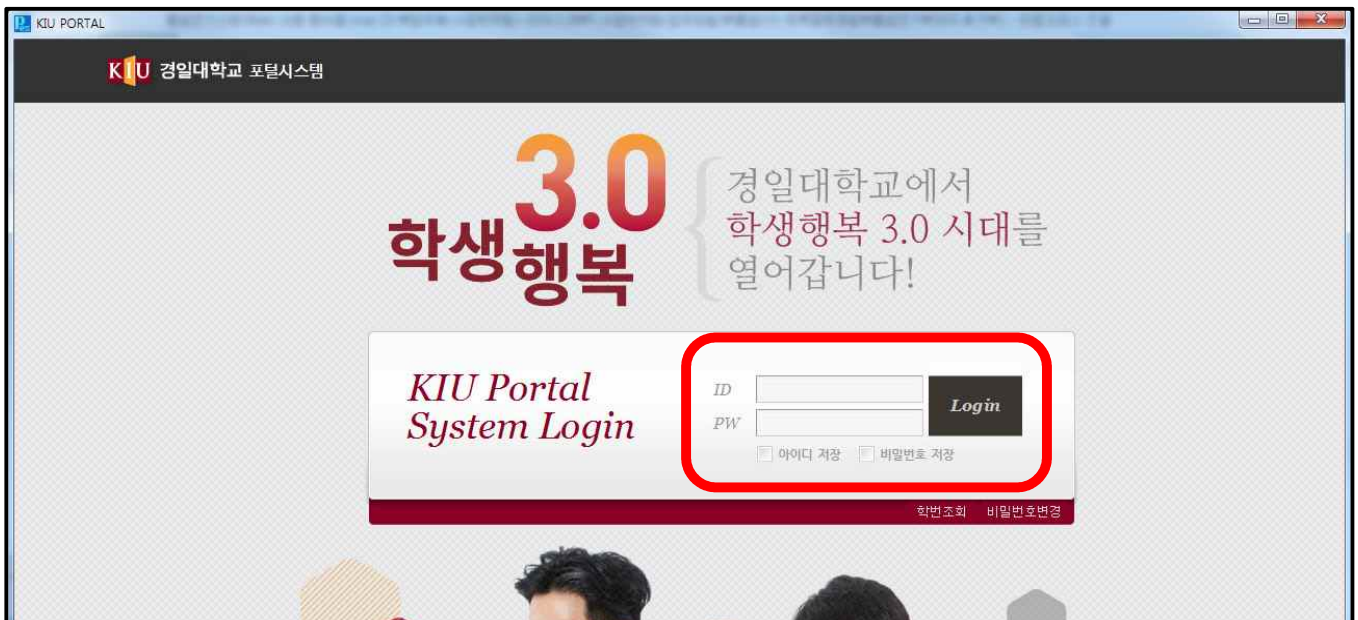 KIU PORTAL
KIU 경일대학교 포털시스템
3.0
학생행복
경일대학교에서
학생행복 3.0 시대를
열어갑니다!
KIU Portal
System Login
ID
PW
Login
아이디 저장 비밀번호 저장
학번조회 비밀번호변경